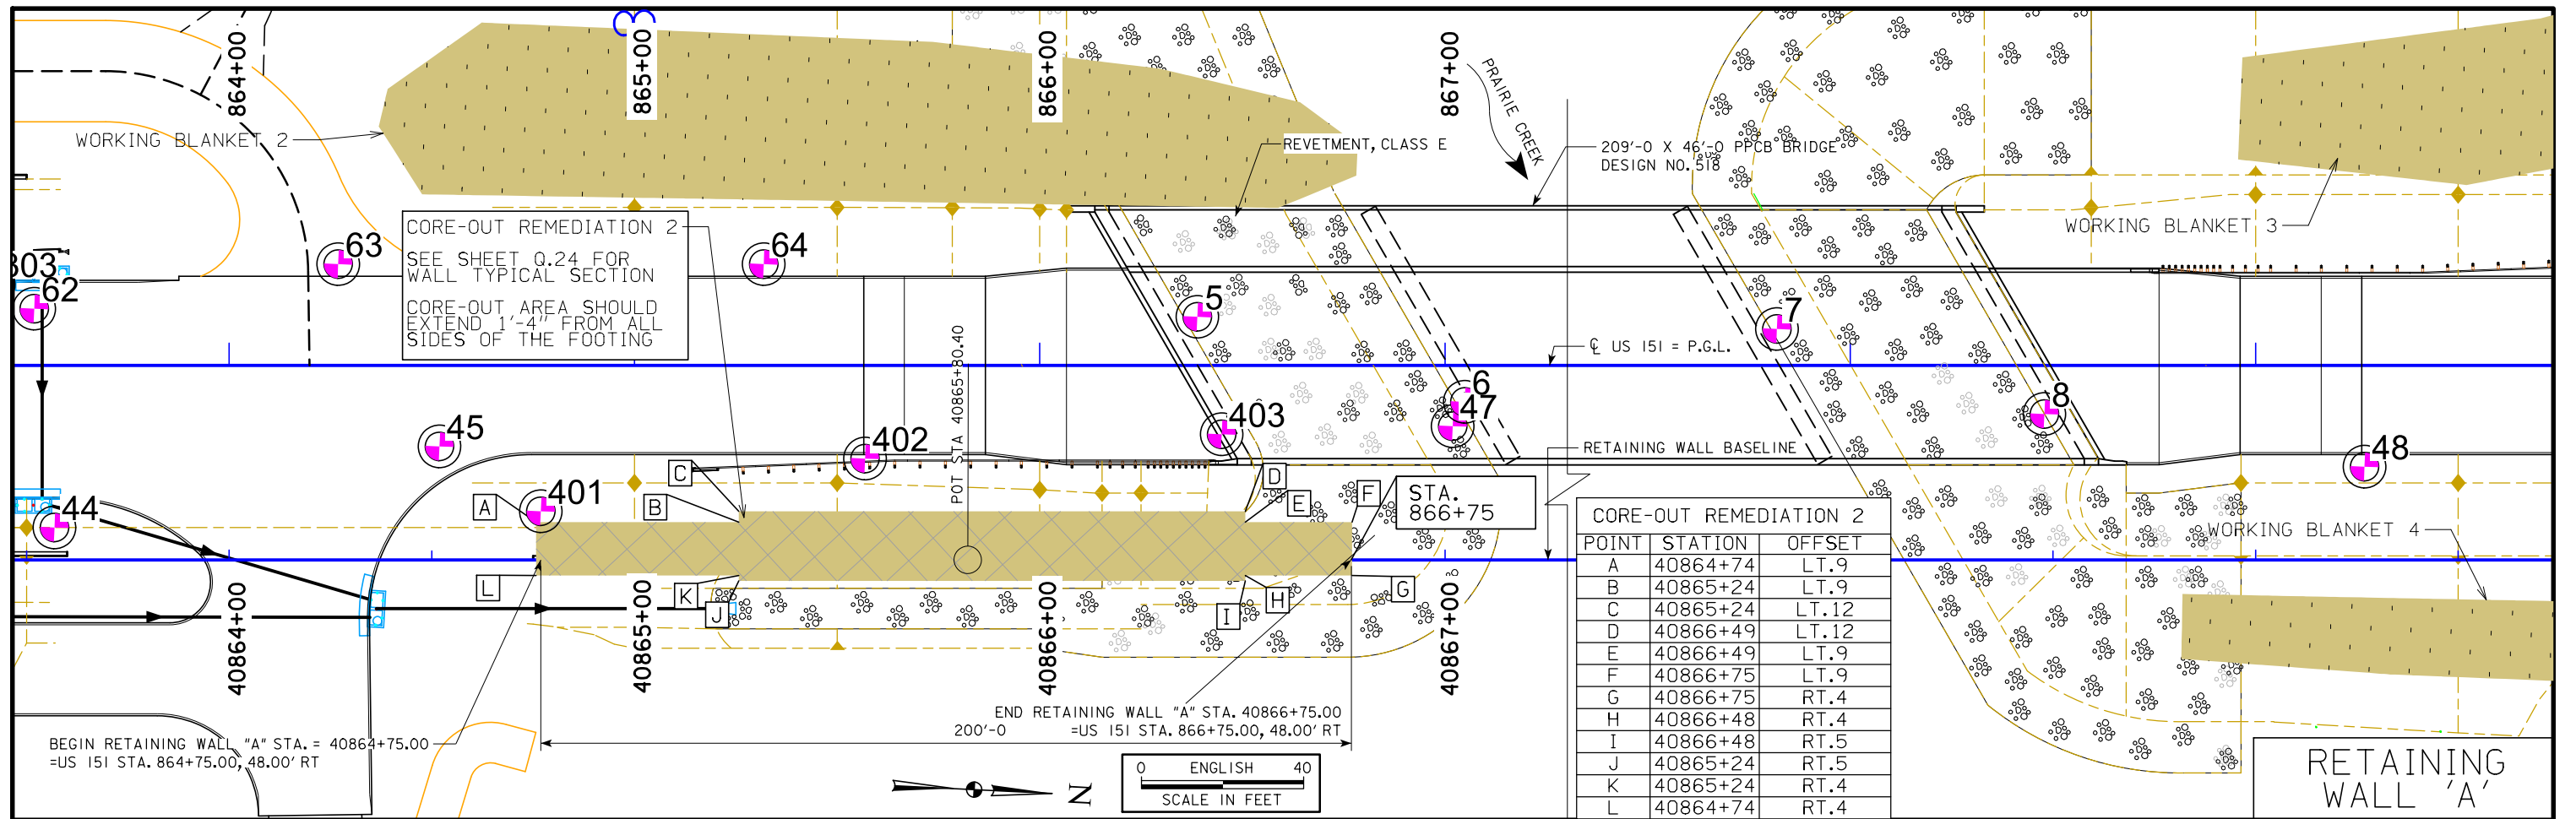 3
864+00
865+00
866+00
867+00
PRAIRIE CREEK
WORKING BLANKET 2
REVETMENT, CLASS E
209'-0 X 46'-0 PPCB BRIDGE
DESIGN NO. 518
WORKING BLANKET 3
CORE-OUT REMEDIATION 2
SEE SHEET Q.24 FOR
WALL TYPICAL SECTION
CORE-OUT AREA SHOULD
EXTEND 1'-4" FROM ALL
SIDES OF THE FOOTING
303
62
63
64
5
7
℄ US 151 = P.G.L.
POT STA 40865+80.40
6
47
8
45
402
403
48
RETAINING WALL BASELINE
44
401
A
B
C
D
E
F
STA.
866+75
WORKING BLANKET 4
L
K
J
I
H
G
40864+00
40865+00
40866+00
40867+00
CORE-OUT REMEDIATION 2
POINT STATION OFFSET
A 40864+74 LT.9
B 40865+24 LT.9
C 40865+24 LT.12
D 40866+49 LT.12
E 40866+49 LT.9
F 40866+75 LT.9
G 40866+75 RT.4
H 40866+48 RT.4
I 40866+48 RT.5
J 40865+24 RT.5
K 40865+24 RT.4
L 40864+74 RT.4
BEGIN RETAINING WALL "A" STA. = 40864+75.00
=US 151 STA. 864+75.00, 48.00' RT
200'-0
END RETAINING WALL "A" STA. 40866+75.00
=US 151 STA. 866+75.00, 48.00' RT
N
0 ENGLISH 40
SCALE IN FEET
RETAINING
WALL 'A'